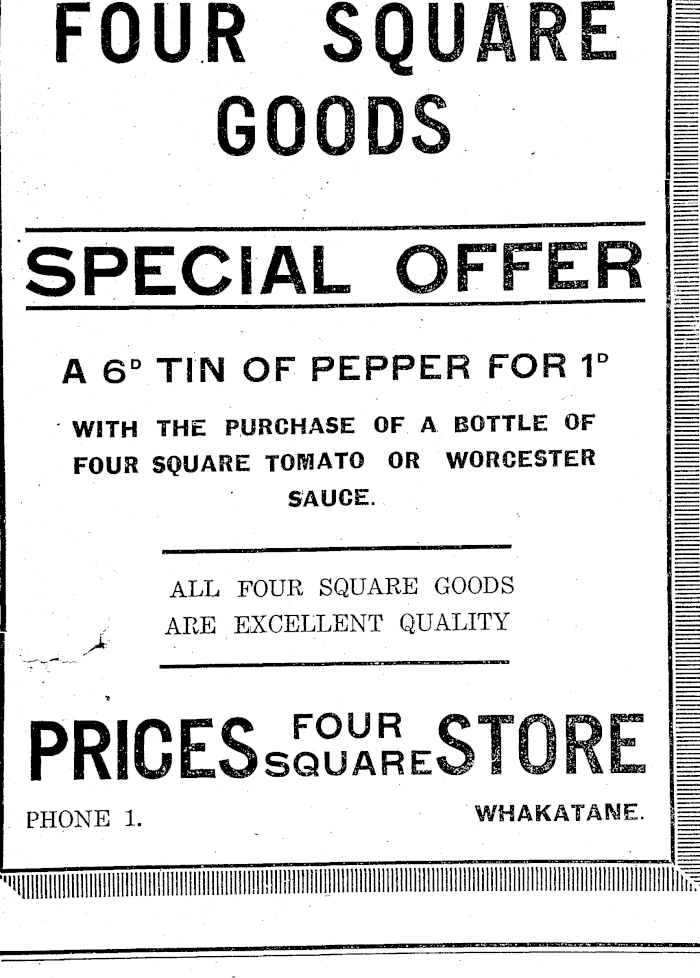 FOUR SQUARE
GOODS
SPECIAL OFFER
A 6ᴰ TIN OF PEPPER FOR 1ᴰ
WITH THE PURCHASE OF A BOTTLE OF
FOUR SQUARE TOMATO OR WORCESTER
SAUCE.
ALL FOUR SQUARE GOODS
ARE EXCELLENT QUALITY
PRICES FOUR SQUARE STORE
PHONE 1. WHAKATANE.